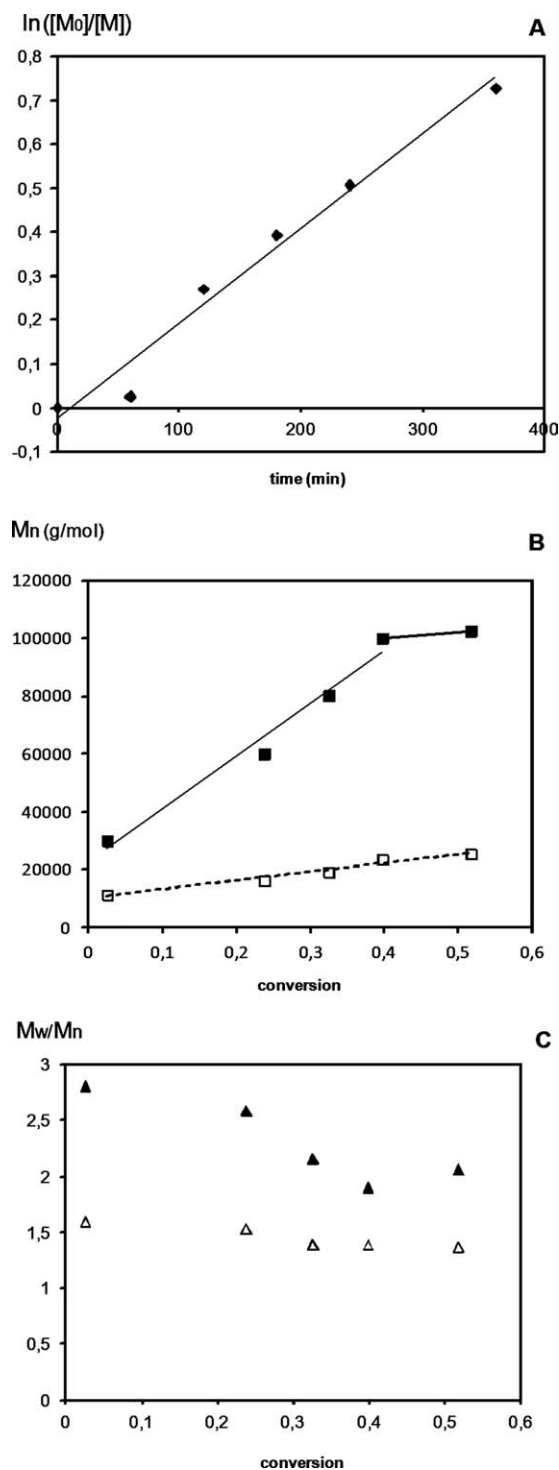 ln ([M₀]/[M])
A
0,8
0,7
0,6
0,5
0,4
0,3
0,2
0,1
0
-0,1
0 100 200 300 400
time (min)
Mn (g/mol)
B
120000
100000
80000
60000
40000
20000
0
0 0,1 0,2 0,3 0,4 0,5 0,6
conversion
Mw/Mn
C
3
2,5
2
1,5
1
0,5
0
0 0,1 0,2 0,3 0,4 0,5 0,6
conversion